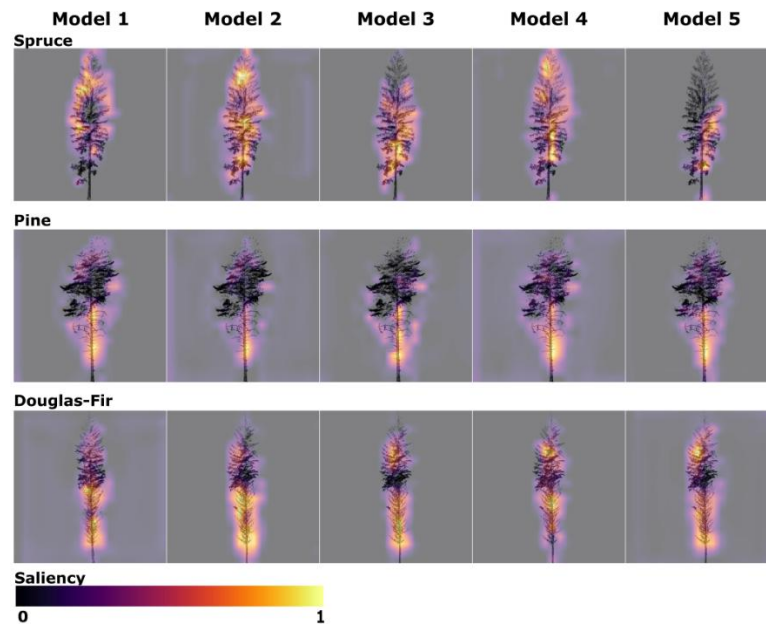 Model 1 Model 2 Model 3 Model 4 Model 5
Spruce
Pine
Douglas-Fir
Saliency
0 1